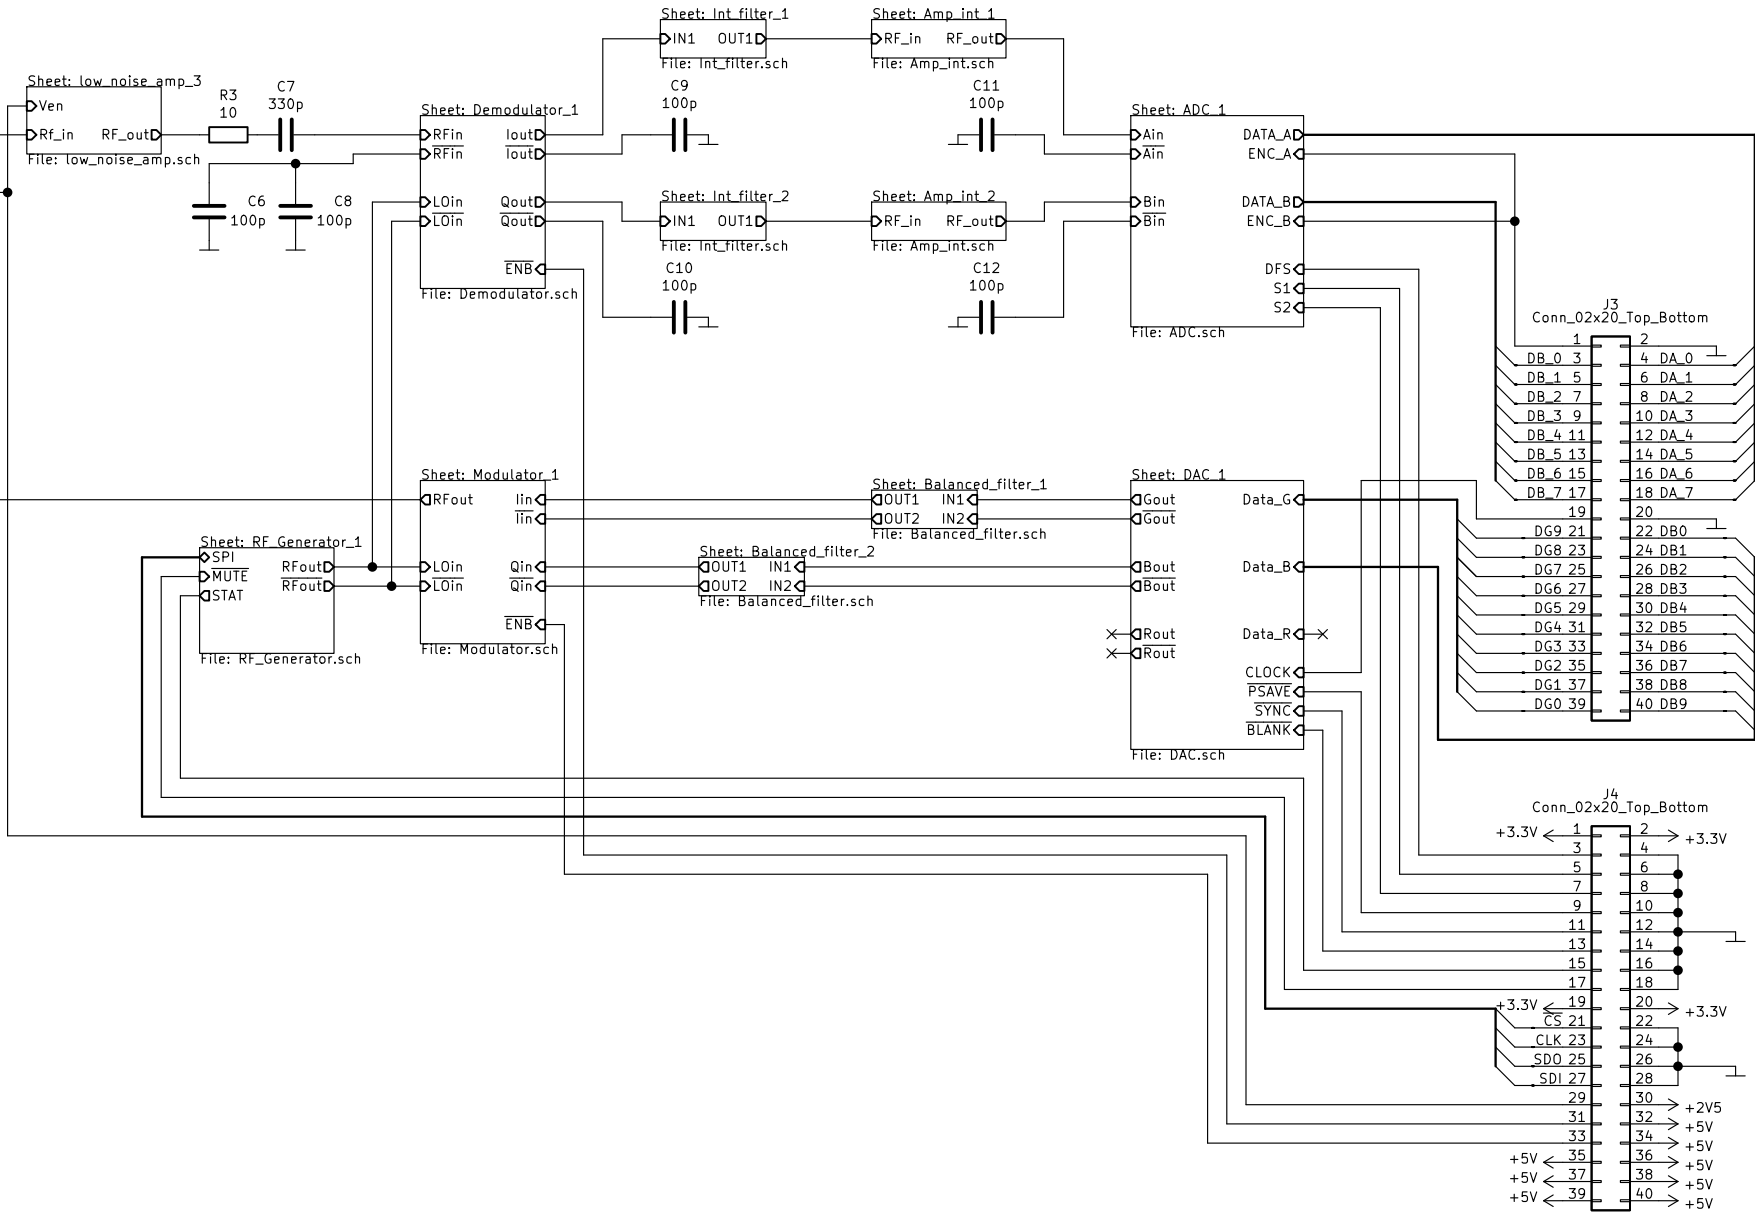 Sheet: Int_filter_1
IN1 OUT1
File: Int_filter.sch
Sheet: Amp_int_1
RF_in RF_out
File: Amp_int.sch
Sheet: low_noise_amp_3
Ven
Rf_in RF_out
File: low_noise_amp.sch
R3
10
C7
330p
C6
100p
C8
100p
Sheet: Demodulator_1
RFin Iout
RFin Iout
LOin Qout
LOin Qout
ENB
File: Demodulator.sch
C9
100p
C11
100p
Sheet: Int_filter_2
IN1 OUT1
File: Int_filter.sch
Sheet: Amp_int_2
RF_in RF_out
File: Amp_int.sch
C10
100p
C12
100p
Sheet: ADC_1
Ain DATA_A
Ain ENC_A
Bin DATA_B
Bin ENC_B
DFS
S1
S2
File: ADC.sch
J3
Conn_02x20_Top_Bottom
1 2
DB_0 3 4 DA_0
DB_1 5 6 DA_1
DB_2 7 8 DA_2
DB_3 9 10 DA_3
DB_4 11 12 DA_4
DB_5 13 14 DA_5
DB_6 15 16 DA_6
DB_7 17 18 DA_7
19 20
DG9 21 22 DB0
DG8 23 24 DB1
DG7 25 26 DB2
DG6 27 28 DB3
DG5 29 30 DB4
DG4 31 32 DB5
DG3 33 34 DB6
DG2 35 36 DB7
DG1 37 38 DB8
DG0 39 40 DB9
Sheet: Modulator_1
RFout Iin
Iin
LOin Qin
LOin Qin
ENB
File: Modulator.sch
Sheet: RF_Generator_1
SPI
MUTE RFout
STAT RFout
File: RF_Generator.sch
Sheet: Balanced_filter_1
OUT1 IN1
OUT2 IN2
File: Balanced_filter.sch
Sheet: Balanced_filter_2
OUT1 IN1
OUT2 IN2
File: Balanced_filter.sch
Sheet: DAC_1
Gout Data_G
Gout
Bout Data_B
Bout
Rout Data_R
Rout
CLOCK
PSAVE
SYNC
BLANK
File: DAC.sch
J4
Conn_02x20_Top_Bottom
+3.3V 1 2 +3.3V
3 4
5 6
7 8
9 10
11 12
13 14
15 16
17 18
+3.3V 19 20 +3.3V
CS 21 22
CLK 23 24
SDO 25 26
SDI 27 28
29 30 +2V5
31 32 +5V
33 34 +5V
+5V 35 36 +5V
+5V 37 38 +5V
+5V 39 40 +5V